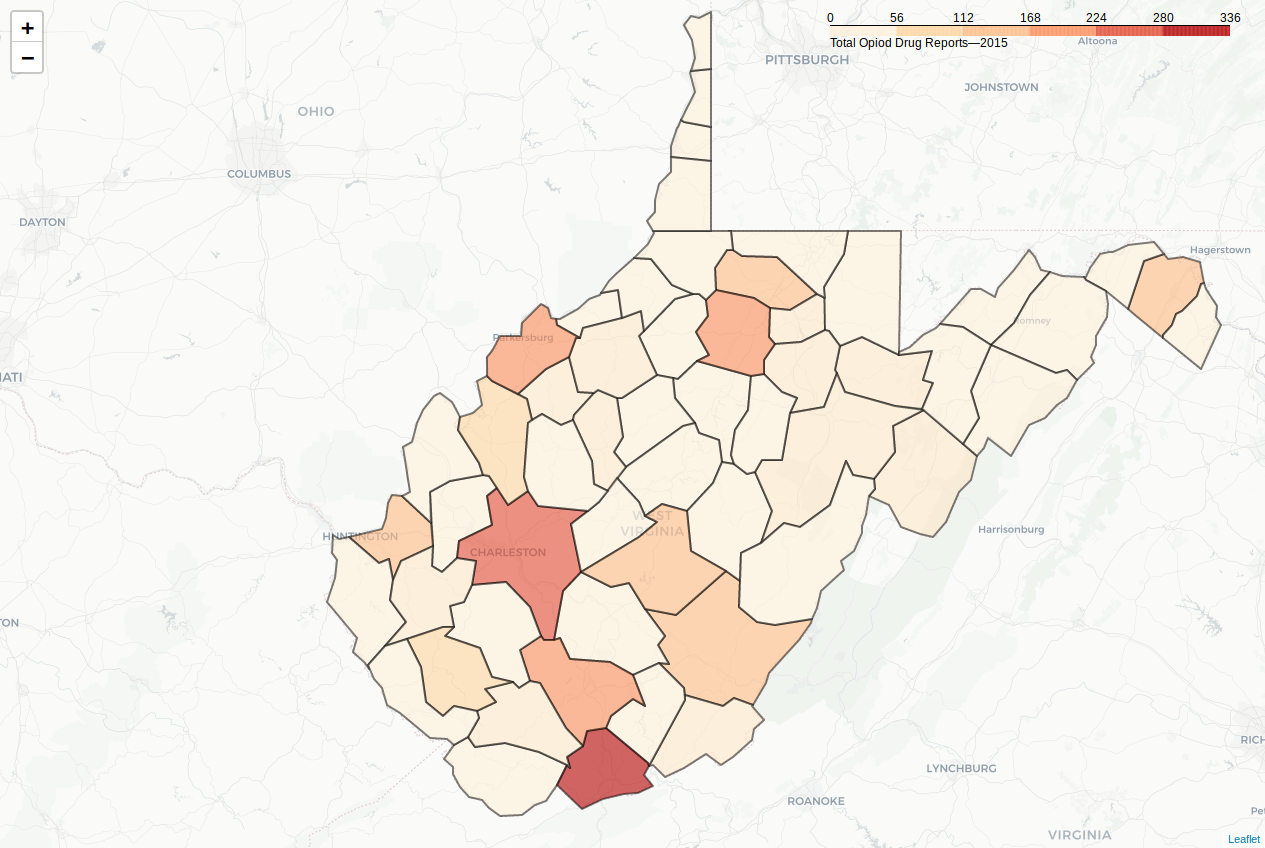 +
−
0 56 112 168 224 280 336
Total Opiod Drug Reports—2015
Altoona
PITTSBURGH
JOHNSTOWN
OHIO
COLUMBUS
DAYTON
Hagerstown
Romney
Parkersburg
NATI
WEST
VIRGINIA
HUNTINGTON
Harrisonburg
CHARLESTON
TON
RICH
LYNCHBURG
ROANOKE
Pet
VIRGINIA
Leaflet